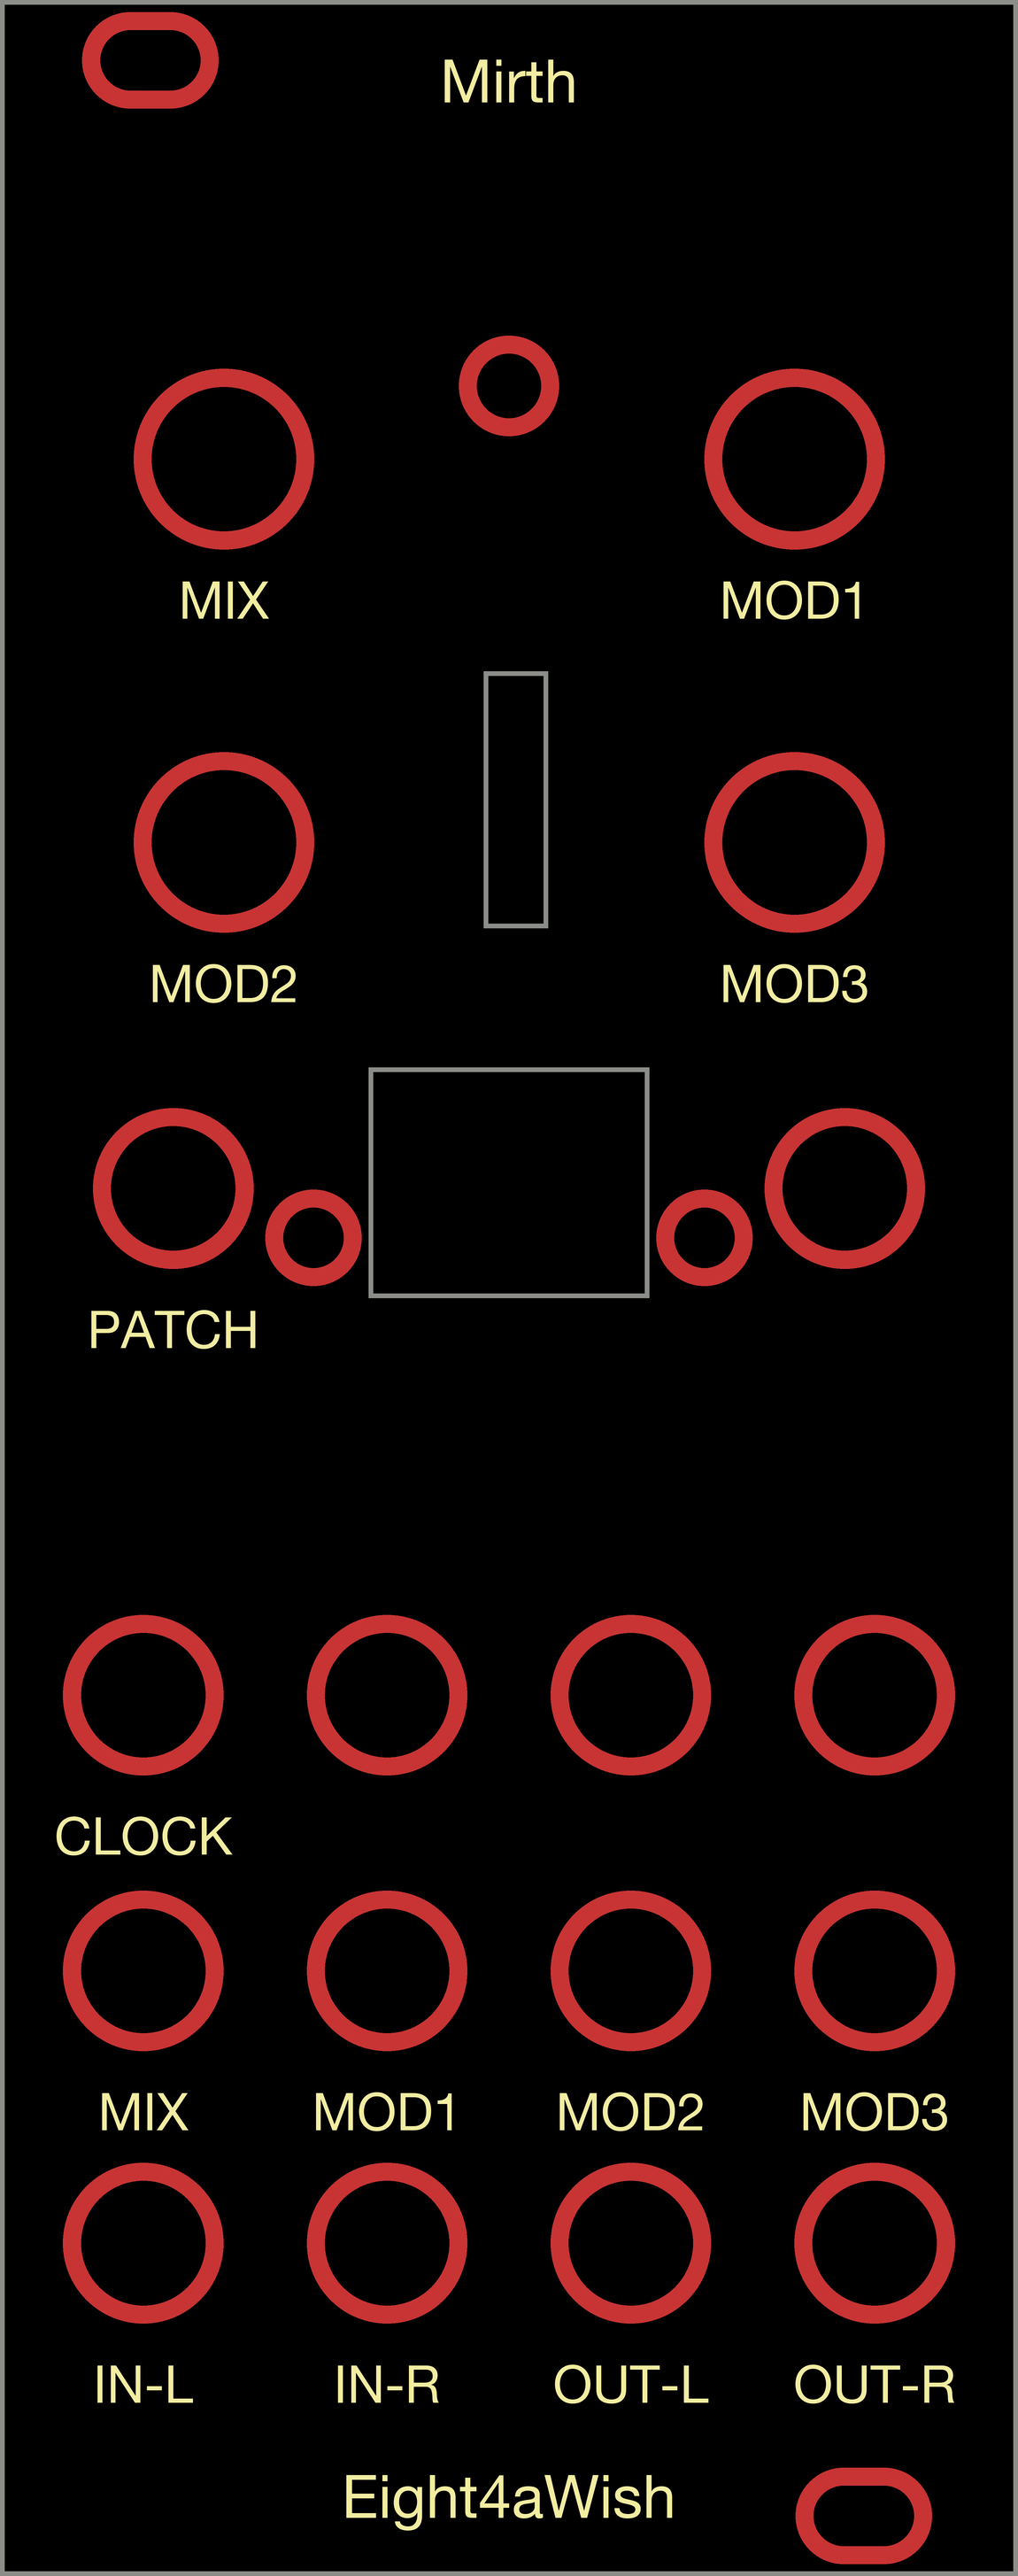 Mirth
MIX MOD1
MOD2 MOD3
PATCH
CLOCK
MIX MOD1 MOD2 MOD3
IN-L IN-R OUT-L OUT-R
Eight4aWish